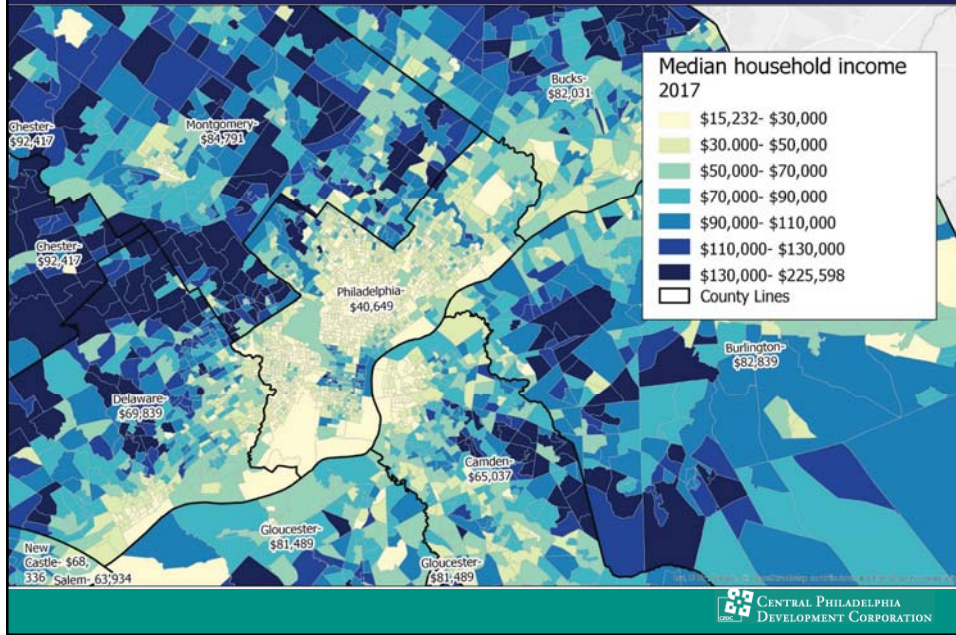 Median household income
2017
$15,232- $30,000
$30.000- $50,000
$50,000- $70,000
$70,000- $90,000
$90,000- $110,000
$110,000- $130,000
$130,000- $225,598
County Lines
Bucks-
$82,031
Chester-
$92,417
Montgomery-
$84,791
Chester-
$92,417
Philadelphia-
$40,649
Burlington-
$82,839
Delaware-
$69,839
Camden-
$65,037
Gloucester-
$81,489
New
Castle- $68,
336
Salem- 63,934
Gloucester-
$81,489
CPDC
CENTRAL PHILADELPHIA
DEVELOPMENT CORPORATION